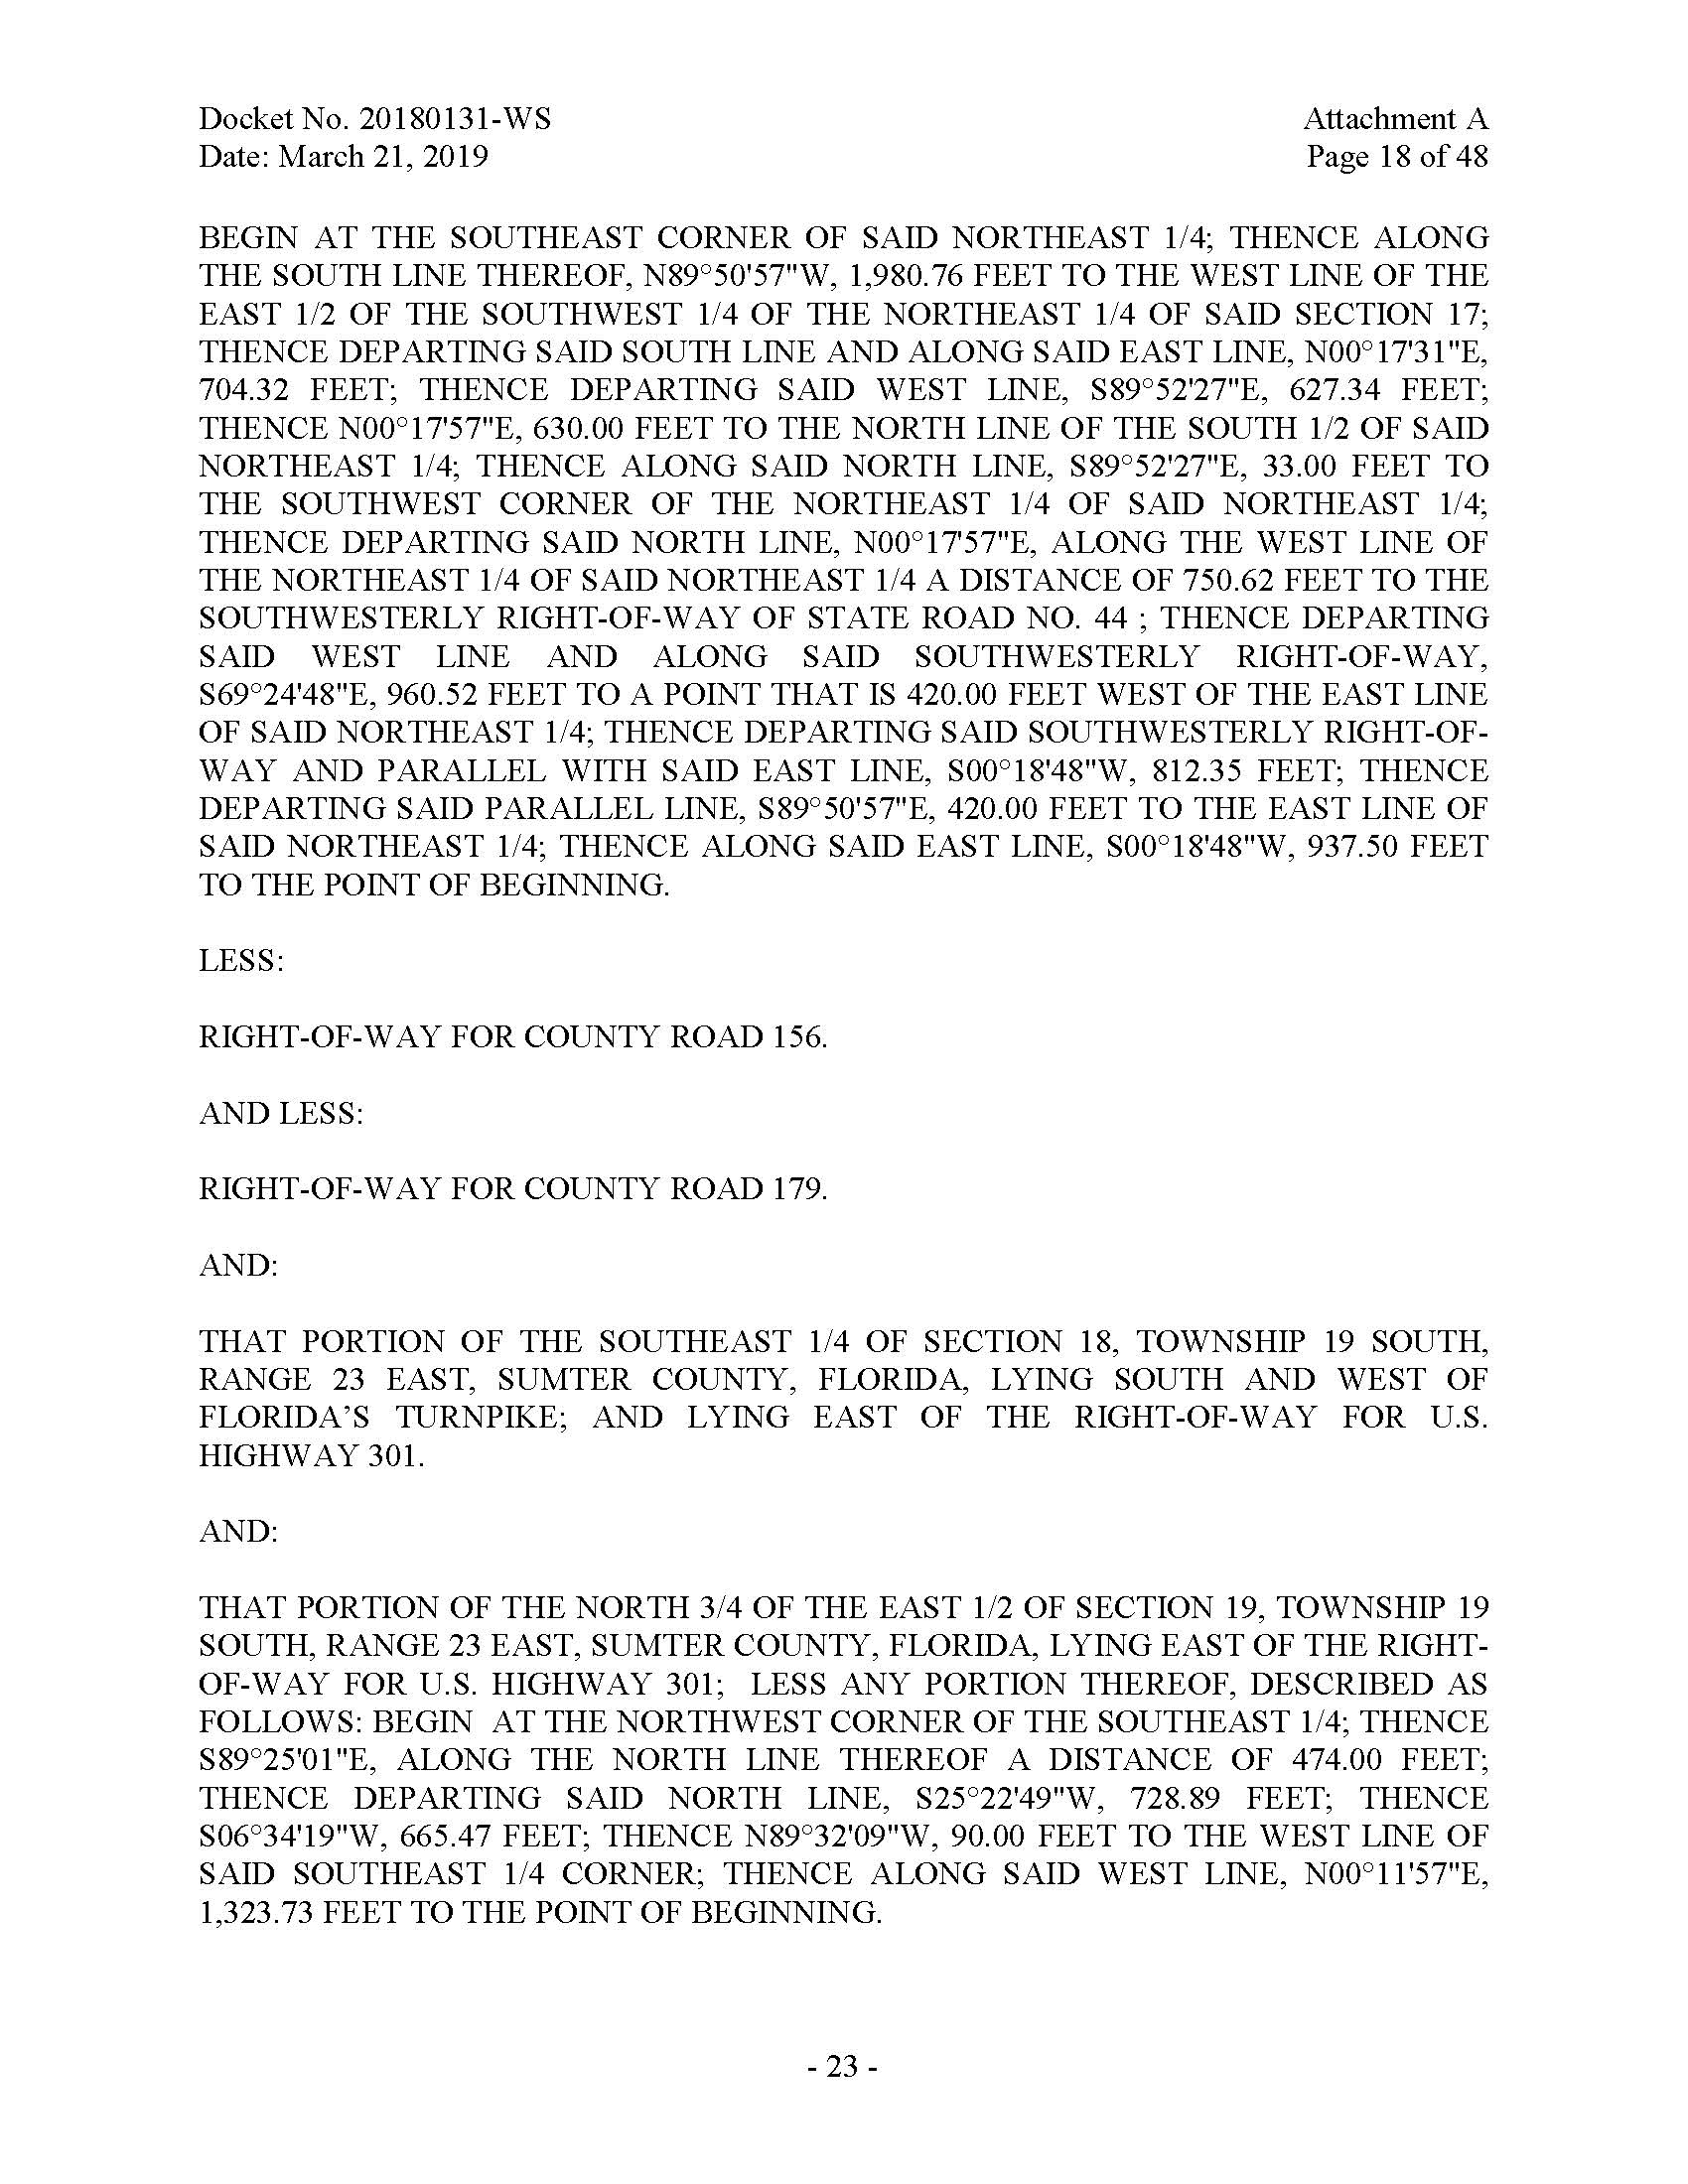 Docket No. 20180131-WS Attachment A
Date: March 21, 2019 Page 18 of 48
BEGIN AT THE SOUTHEAST CORNER OF SAID NORTHEAST 1/4; THENCE ALONG
THE SOUTH LINE THEREOF, N89°50'57"W, 1,980.76 FEET TO THE WEST LINE OF THE
EAST 1/2 OF THE SOUTHWEST 1/4 OF THE NORTHEAST 1/4 OF SAID SECTION 17;
THENCE DEPARTING SAID SOUTH LINE AND ALONG SAID EAST LINE, N00°17'31"E,
704.32 FEET; THENCE DEPARTING SAID WEST LINE, S89°52'27"E, 627.34 FEET;
THENCE N00°17'57"E, 630.00 FEET TO THE NORTH LINE OF THE SOUTH 1/2 OF SAID
NORTHEAST 1/4; THENCE ALONG SAID NORTH LINE, S89°52'27"E, 33.00 FEET TO
THE SOUTHWEST CORNER OF THE NORTHEAST 1/4 OF SAID NORTHEAST 1/4;
THENCE DEPARTING SAID NORTH LINE, N00°17'57"E, ALONG THE WEST LINE OF
THE NORTHEAST 1/4 OF SAID NORTHEAST 1/4 A DISTANCE OF 750.62 FEET TO THE
SOUTHWESTERLY RIGHT-OF-WAY OF STATE ROAD NO. 44 ; THENCE DEPARTING
SAID WEST LINE AND ALONG SAID SOUTHWESTERLY RIGHT-OF-WAY,
S69°24'48"E, 960.52 FEET TO A POINT THAT IS 420.00 FEET WEST OF THE EAST LINE
OF SAID NORTHEAST 1/4; THENCE DEPARTING SAID SOUTHWESTERLY RIGHT-OF-
WAY AND PARALLEL WITH SAID EAST LINE, S00°18'48"W, 812.35 FEET; THENCE
DEPARTING SAID PARALLEL LINE, S89°50'57"E, 420.00 FEET TO THE EAST LINE OF
SAID NORTHEAST 1/4; THENCE ALONG SAID EAST LINE, S00°18'48"W, 937.50 FEET
TO THE POINT OF BEGINNING.
LESS:
RIGHT-OF-WAY FOR COUNTY ROAD 156.
AND LESS:
RIGHT-OF-WAY FOR COUNTY ROAD 179.
AND:
THAT PORTION OF THE SOUTHEAST 1/4 OF SECTION 18, TOWNSHIP 19 SOUTH,
RANGE 23 EAST, SUMTER COUNTY, FLORIDA, LYING SOUTH AND WEST OF
FLORIDA’S TURNPIKE; AND LYING EAST OF THE RIGHT-OF-WAY FOR U.S.
HIGHWAY 301.
AND:
THAT PORTION OF THE NORTH 3/4 OF THE EAST 1/2 OF SECTION 19, TOWNSHIP 19
SOUTH, RANGE 23 EAST, SUMTER COUNTY, FLORIDA, LYING EAST OF THE RIGHT-
OF-WAY FOR U.S. HIGHWAY 301; LESS ANY PORTION THEREOF, DESCRIBED AS
FOLLOWS: BEGIN AT THE NORTHWEST CORNER OF THE SOUTHEAST 1/4; THENCE
S89°25'01"E, ALONG THE NORTH LINE THEREOF A DISTANCE OF 474.00 FEET;
THENCE DEPARTING SAID NORTH LINE, S25°22'49"W, 728.89 FEET; THENCE
S06°34'19"W, 665.47 FEET; THENCE N89°32'09"W, 90.00 FEET TO THE WEST LINE OF
SAID SOUTHEAST 1/4 CORNER; THENCE ALONG SAID WEST LINE, N00°11'57"E,
1,323.73 FEET TO THE POINT OF BEGINNING.
- 23 -